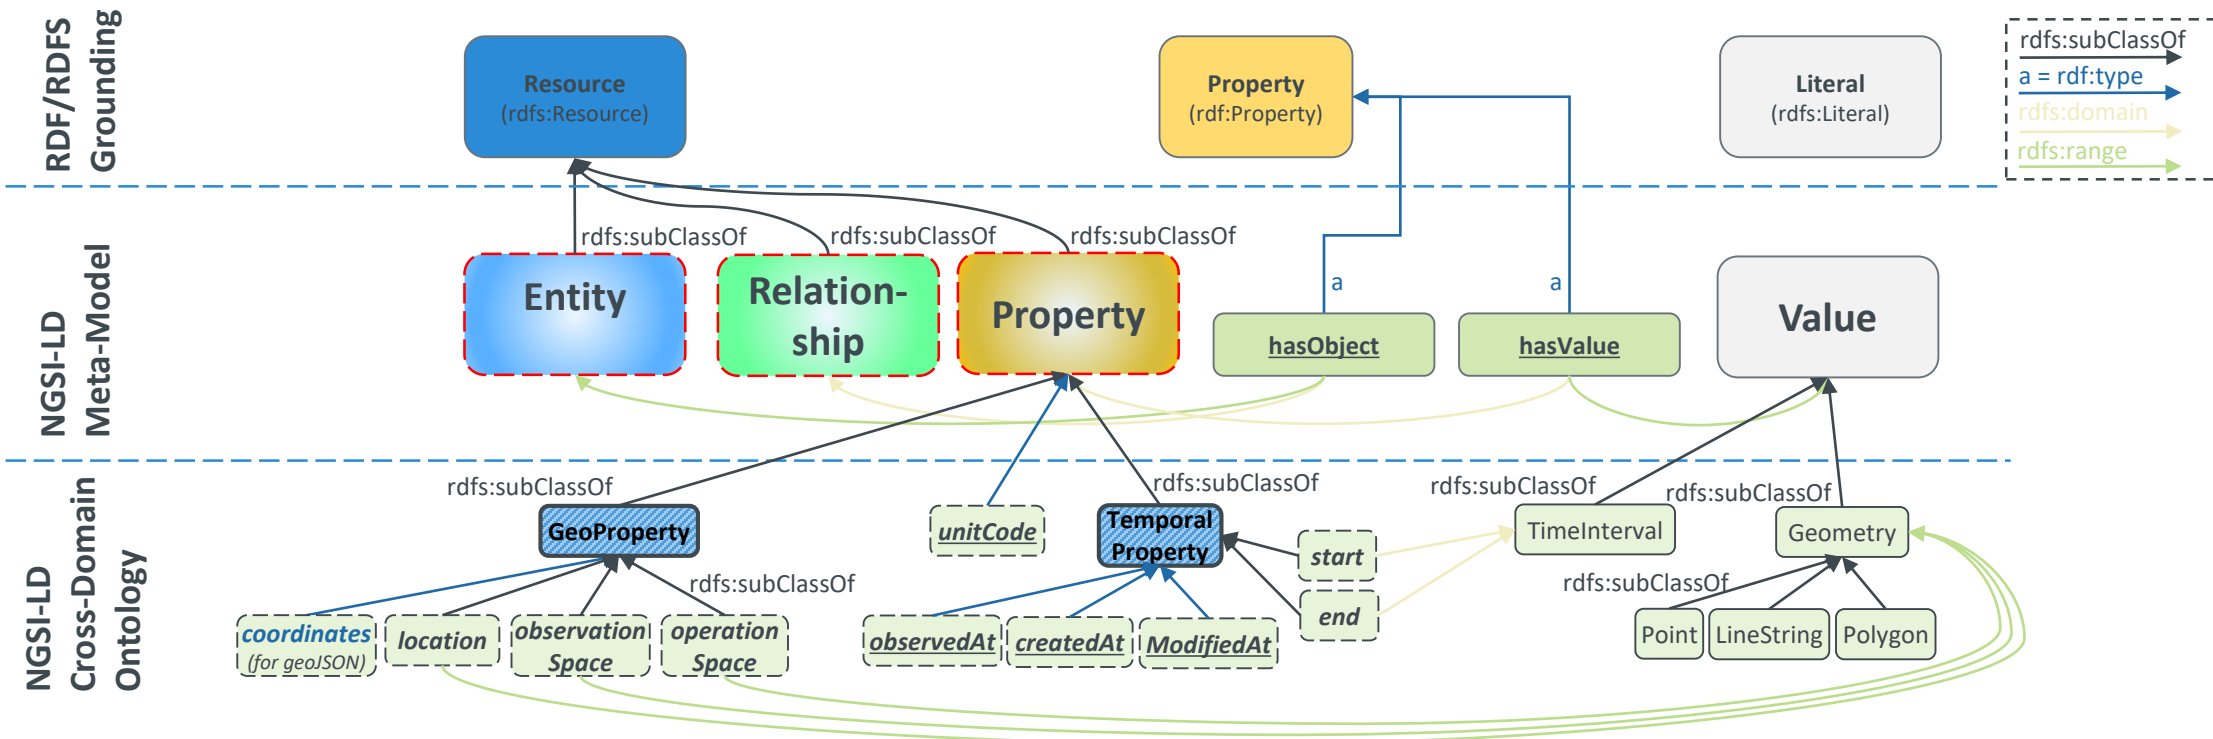 RDF/RDFS
Grounding
Resource
(rdfs:Resource)
Property
(rdf:Property)
Literal
(rdfs:Literal)
rdfs:subClassOf
a = rdf:type
rdfs:domain
rdfs:range
NGSI-LD
Meta-Model
rdfs:subClassOf
rdfs:subClassOf
rdfs:subClassOf
Entity
Relation-
ship
Property
a
a
hasObject
hasValue
Value
NGSI-LD
Cross-Domain
Ontology
rdfs:subClassOf
rdfs:subClassOf
rdfs:subClassOf
rdfs:subClassOf
GeoProperty
unitCode
Temporal
Property
start
end
TimeInterval
Geometry
rdfs:subClassOf
rdfs:subClassOf
coordinates
(for geoJSON)
location
observation
Space
operation
Space
observedAt
createdAt
ModifiedAt
Point
LineString
Polygon